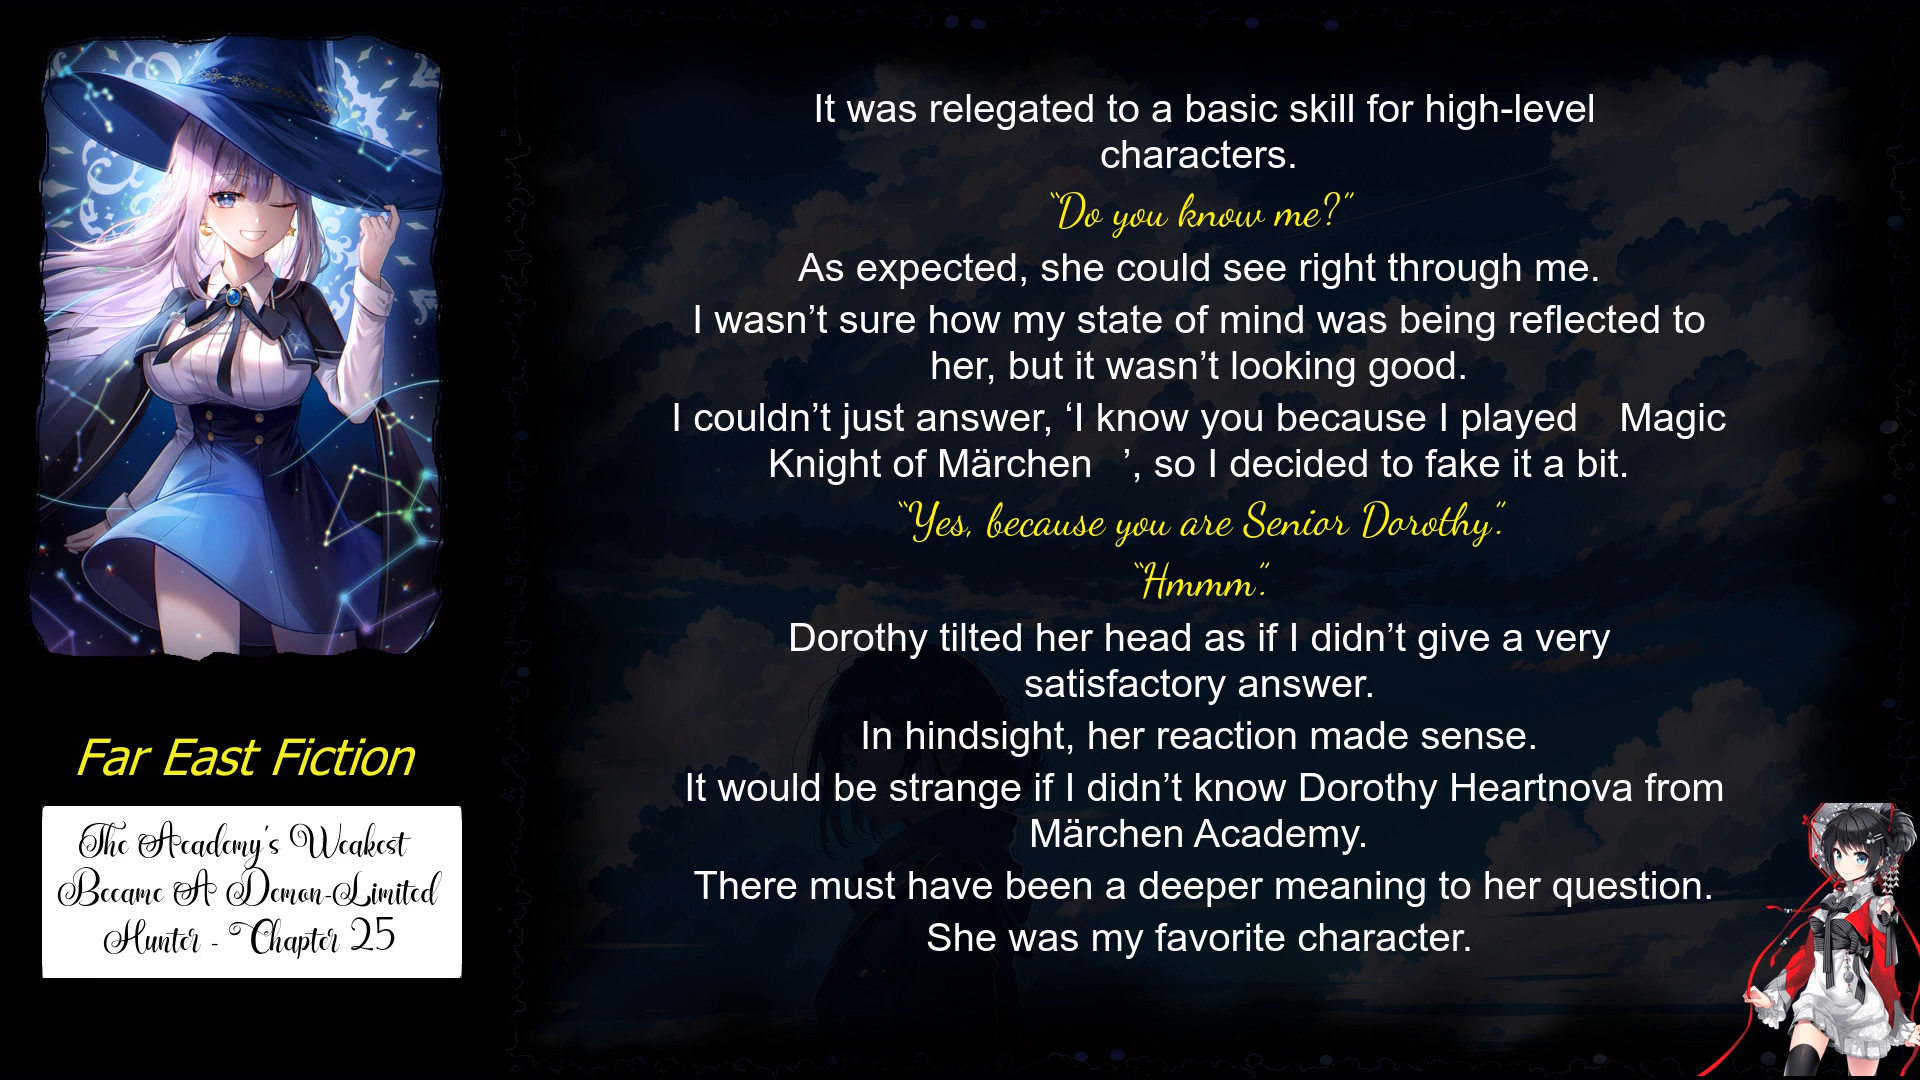 It was relegated to a basic skill for high-level
characters.
“Do you know me?”
As expected, she could see right through me.
I wasn’t sure how my state of mind was being reflected to
her, but it wasn’t looking good.
I couldn’t just answer, ‘I know you because I played    Magic
Knight of Märchen   ’, so I decided to fake it a bit.
“Yes, because you are Senior Dorothy”.
“Hmmm”.
Dorothy tilted her head as if I didn’t give a very
satisfactory answer.
In hindsight, her reaction made sense.
It would be strange if I didn’t know Dorothy Heartnova from
Märchen Academy.
There must have been a deeper meaning to her question.
She was my favorite character.
Far East Fiction
The Academy's Weakest
Became A Demon-Limited
Hunter - Chapter 25